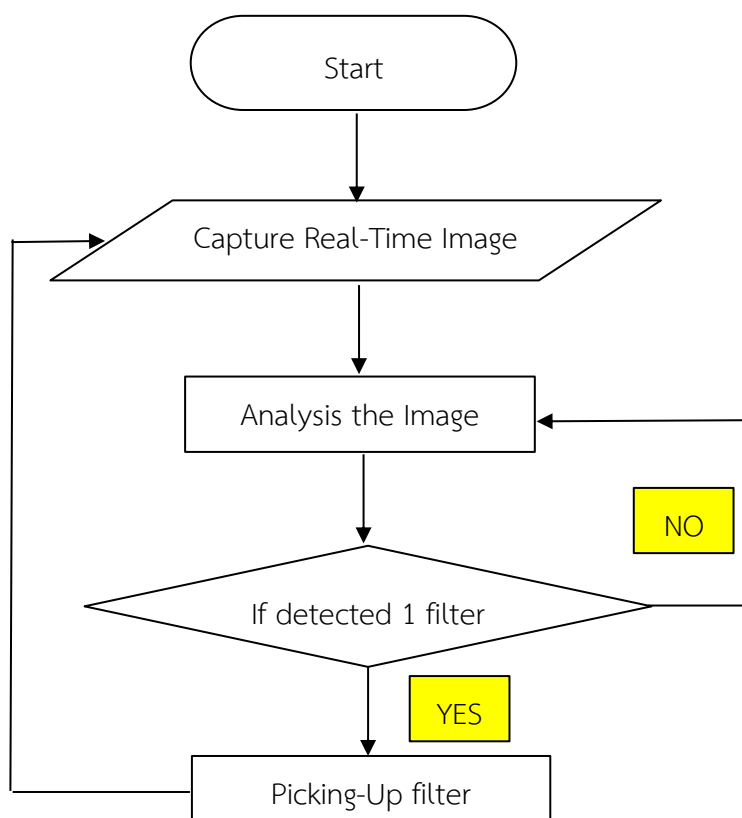 Start
Capture Real-Time Image
Analysis the Image
NO
If detected 1 filter
YES
Picking-Up filter